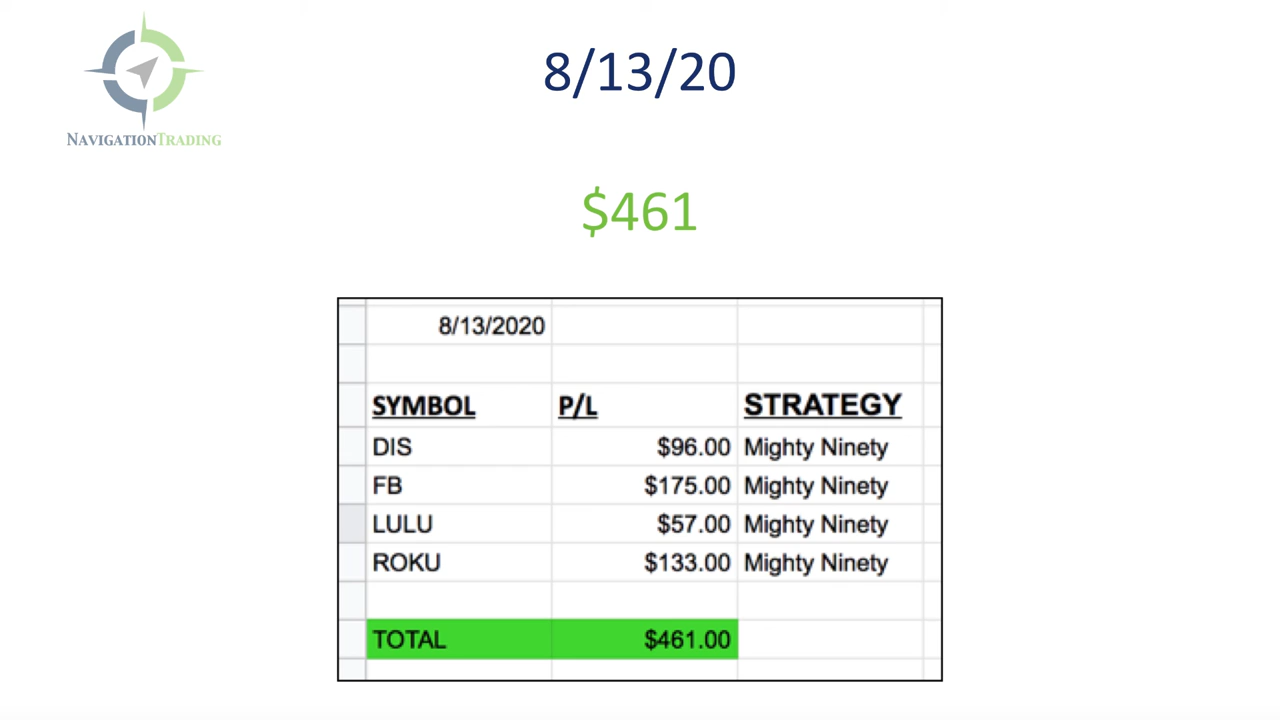 NAVIGATIONTRADING
8/13/20
$461
8/13/2020
SYMBOL P/L STRATEGY
DIS $96.00 Mighty Ninety
FB $175.00 Mighty Ninety
LULU $57.00 Mighty Ninety
ROKU $133.00 Mighty Ninety
TOTAL $461.00